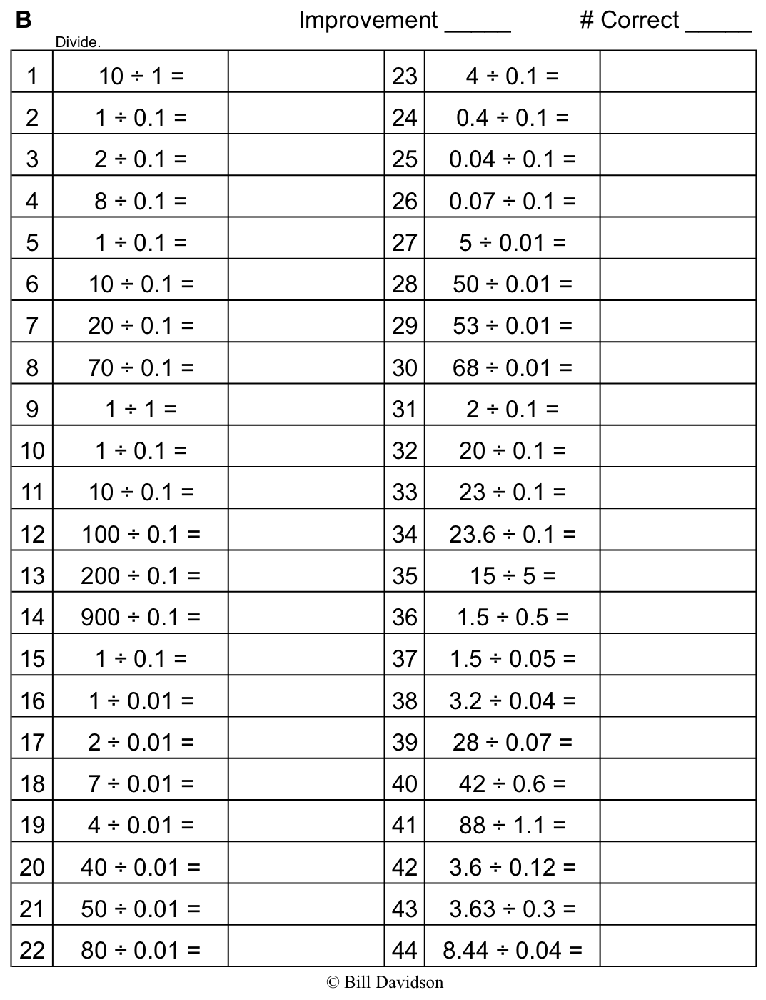 B Improvement _____ # Correct _____
Divide.
1 10 ÷ 1 = 23 4 ÷ 0.1 =
2 1 ÷ 0.1 = 24 0.4 ÷ 0.1 =
3 2 ÷ 0.1 = 25 0.04 ÷ 0.1 =
4 8 ÷ 0.1 = 26 0.07 ÷ 0.1 =
5 1 ÷ 0.1 = 27 5 ÷ 0.01 =
6 10 ÷ 0.1 = 28 50 ÷ 0.01 =
7 20 ÷ 0.1 = 29 53 ÷ 0.01 =
8 70 ÷ 0.1 = 30 68 ÷ 0.01 =
9 1 ÷ 1 = 31 2 ÷ 0.1 =
10 1 ÷ 0.1 = 32 20 ÷ 0.1 =
11 10 ÷ 0.1 = 33 23 ÷ 0.1 =
12 100 ÷ 0.1 = 34 23.6 ÷ 0.1 =
13 200 ÷ 0.1 = 35 15 ÷ 5 =
14 900 ÷ 0.1 = 36 1.5 ÷ 0.5 =
15 1 ÷ 0.1 = 37 1.5 ÷ 0.05 =
16 1 ÷ 0.01 = 38 3.2 ÷ 0.04 =
17 2 ÷ 0.01 = 39 28 ÷ 0.07 =
18 7 ÷ 0.01 = 40 42 ÷ 0.6 =
19 4 ÷ 0.01 = 41 88 ÷ 1.1 =
20 40 ÷ 0.01 = 42 3.6 ÷ 0.12 =
21 50 ÷ 0.01 = 43 3.63 ÷ 0.3 =
22 80 ÷ 0.01 = 44 8.44 ÷ 0.04 =
© Bill Davidson